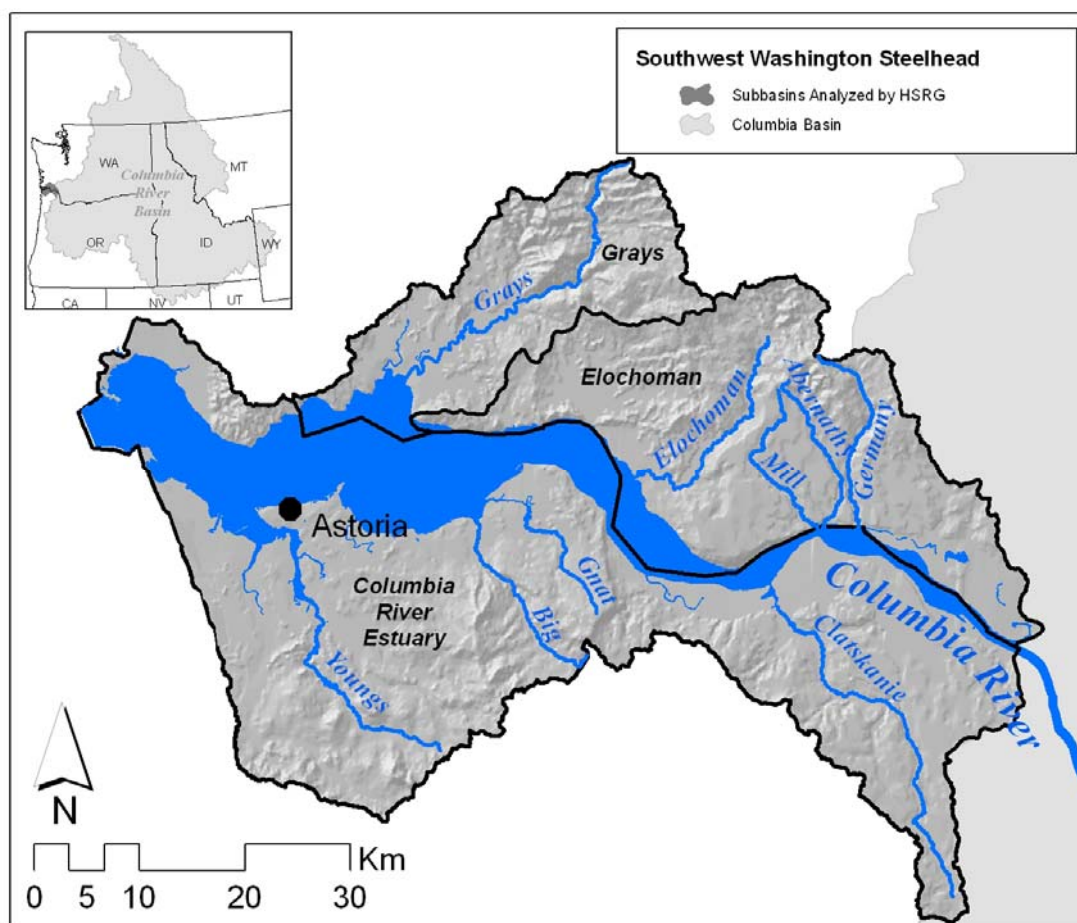 Southwest Washington Steelhead
Subbasins Analyzed by HSRG
Columbia Basin
WA
MT
Columbia
River
Basin
OR
ID
WY
CA
NV
UT
Grays
Grays
Elochoman
Elochoman
Abernathy
Germany
Mill
Astoria
Columbia
River
Estuary
Youngs
Big
Gnat
Clatskanie
Columbia River
N
Km
0 5 10 20 30